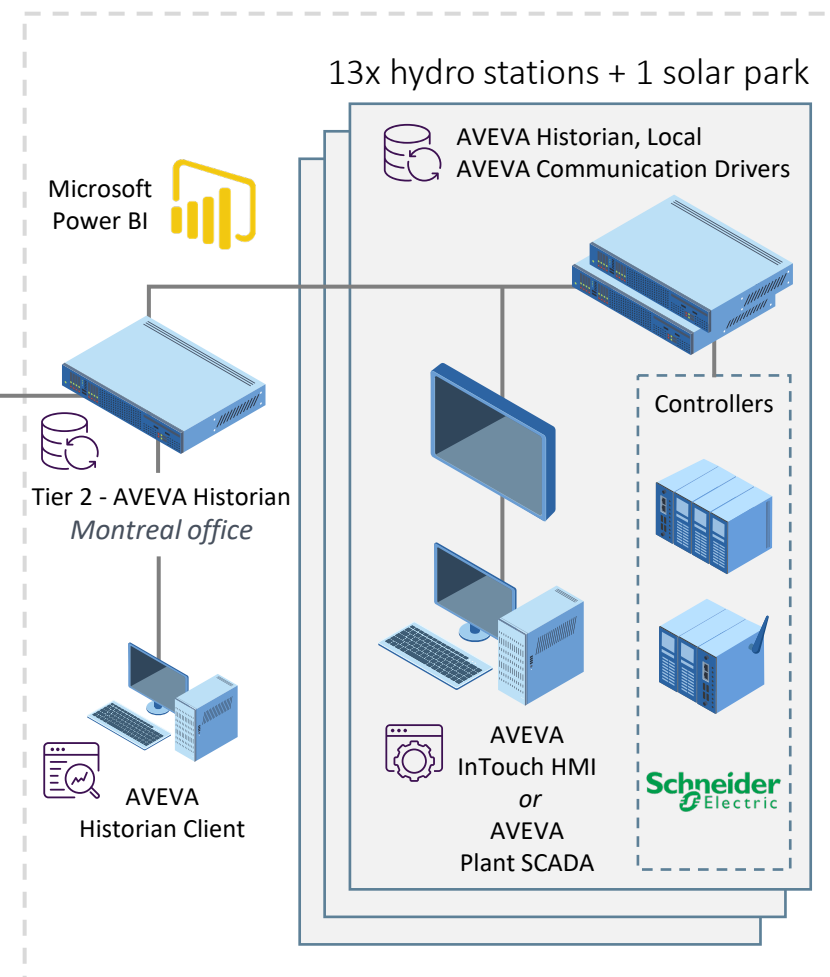 13x hydro stations + 1 solar park
AVEVA Historian, Local
AVEVA Communication Drivers
Microsoft
Power BI
Controllers
Tier 2 - AVEVA Historian
Montreal office
AVEVA
Historian Client
AVEVA
InTouch HMI
or
AVEVA
Plant SCADA
Schneider
Electric